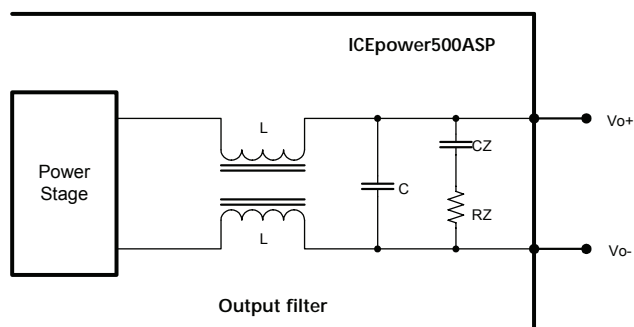 ICEpower500ASP
L
Vo+
CZ
Power
Stage
C
RZ
L
Vo-
Output filter